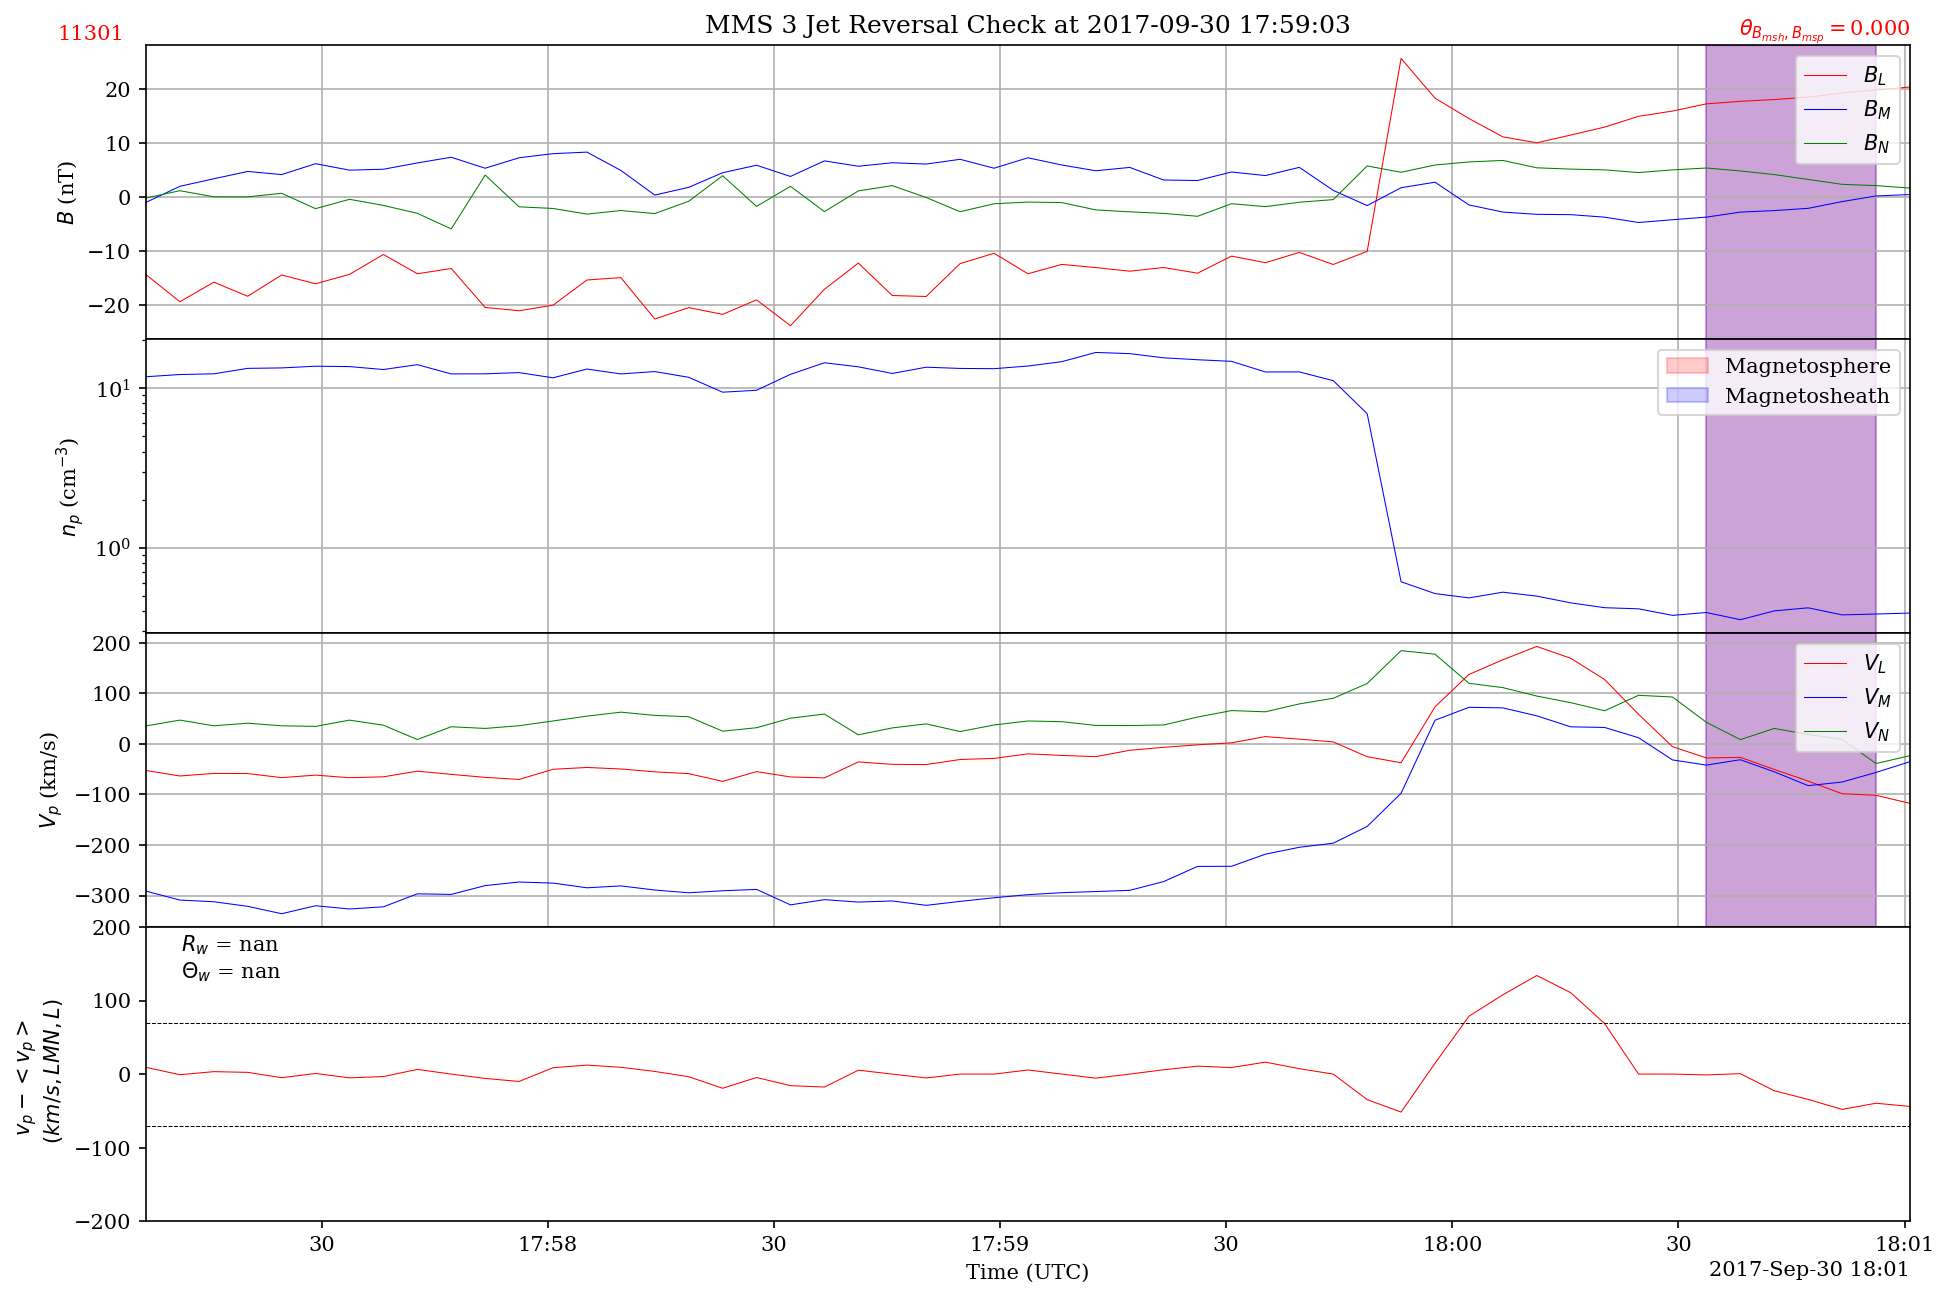 11301
MMS 3 Jet Reversal Check at 2017-09-30 17:59:03
θ_{B_{msh}, B_{msp}} = 0.000
20
10
0
−10
−20
B (nT)
B_L
B_M
B_N
10^1
10^0
n_p (cm^{−3})
Magnetosphere
Magnetosheath
200
100
0
−100
−200
−300
V_p (km/s)
V_L
V_M
V_N
200
100
0
−100
−200
v_p − < v_p >
(km/s, LMN, L)
R_w = nan
Θ_w = nan
30
17:58
30
17:59
30
18:00
30
18:01
Time (UTC)
2017-Sep-30 18:01